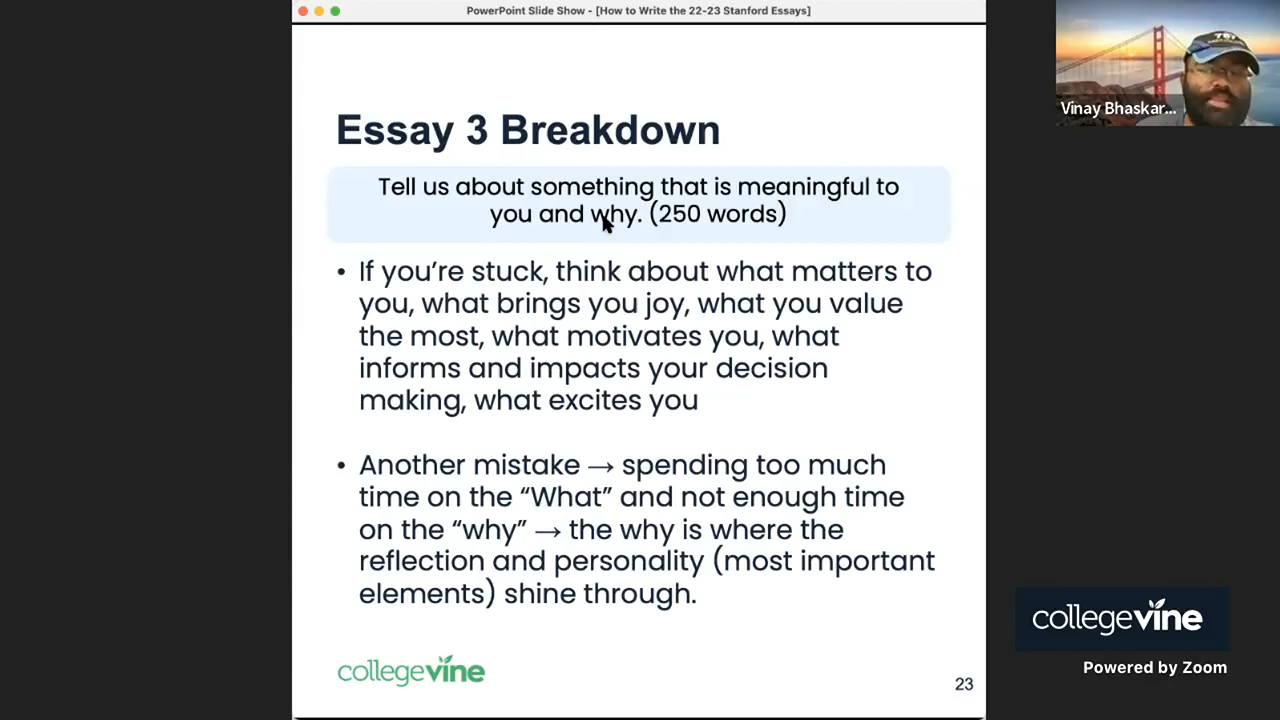 PowerPoint Slide Show - [How to Write the 22-23 Stanford Essays]
Essay 3 Breakdown
Tell us about something that is meaningful to
you and why. (250 words)
• If you’re stuck, think about what matters to
you, what brings you joy, what you value
the most, what motivates you, what
informs and impacts your decision
making, what excites you
• Another mistake → spending too much
time on the “What” and not enough time
on the “why” → the why is where the
reflection and personality (most important
elements) shine through.
collegevine
23
Vinay Bhaskar...
collegevine
Powered by Zoom